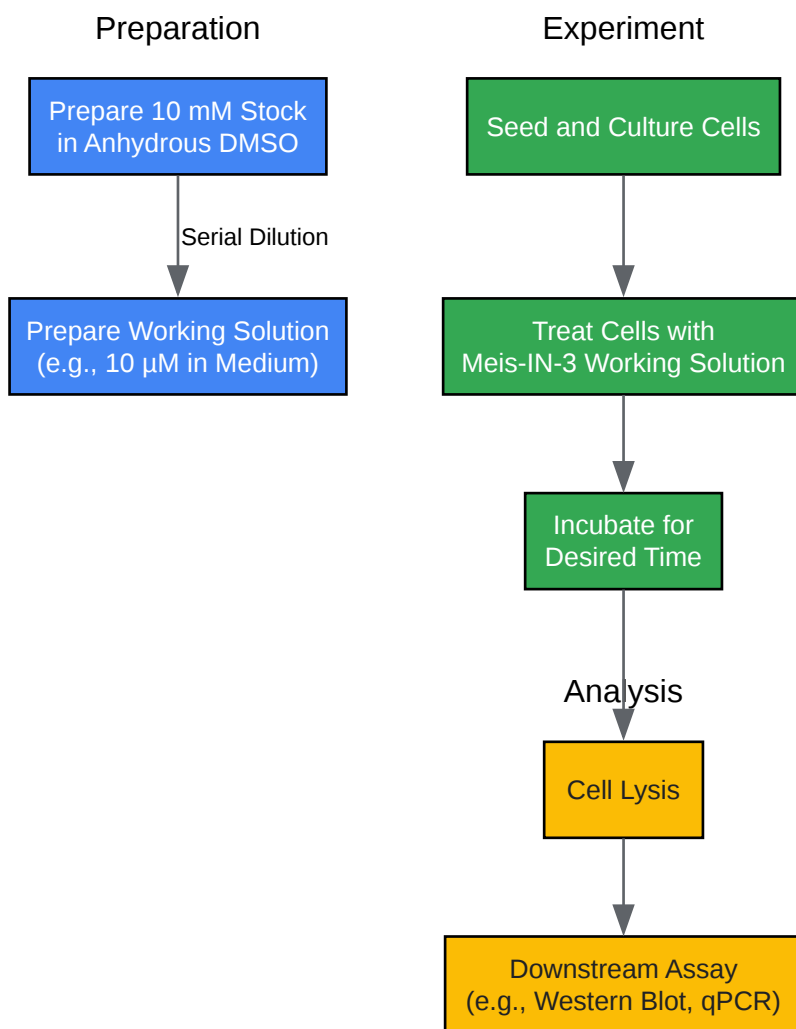 Preparation
Prepare 10 mM Stock
in Anhydrous DMSO
Serial Dilution
Prepare Working Solution
(e.g., 10 µM in Medium)
Experiment
Seed and Culture Cells
Treat Cells with
Meis-IN-3 Working Solution
Incubate for
Desired Time
Analysis
Cell Lysis
Downstream Assay
(e.g., Western Blot, qPCR)